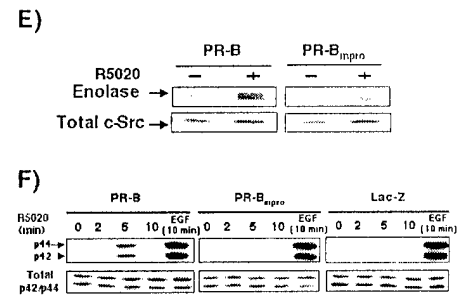 E)
PR-B PR-Bmpro
R5020 − + − +
Enolase
Total c-Src
F)
PR-B PR-Bmpro Lac-Z
R5020 (min) 0 2 5 10 EGF (10 min) 0 2 5 10 EGF (10 min) 0 2 5 10 EGF (10 min)
p44
p42
Total
p42/p44